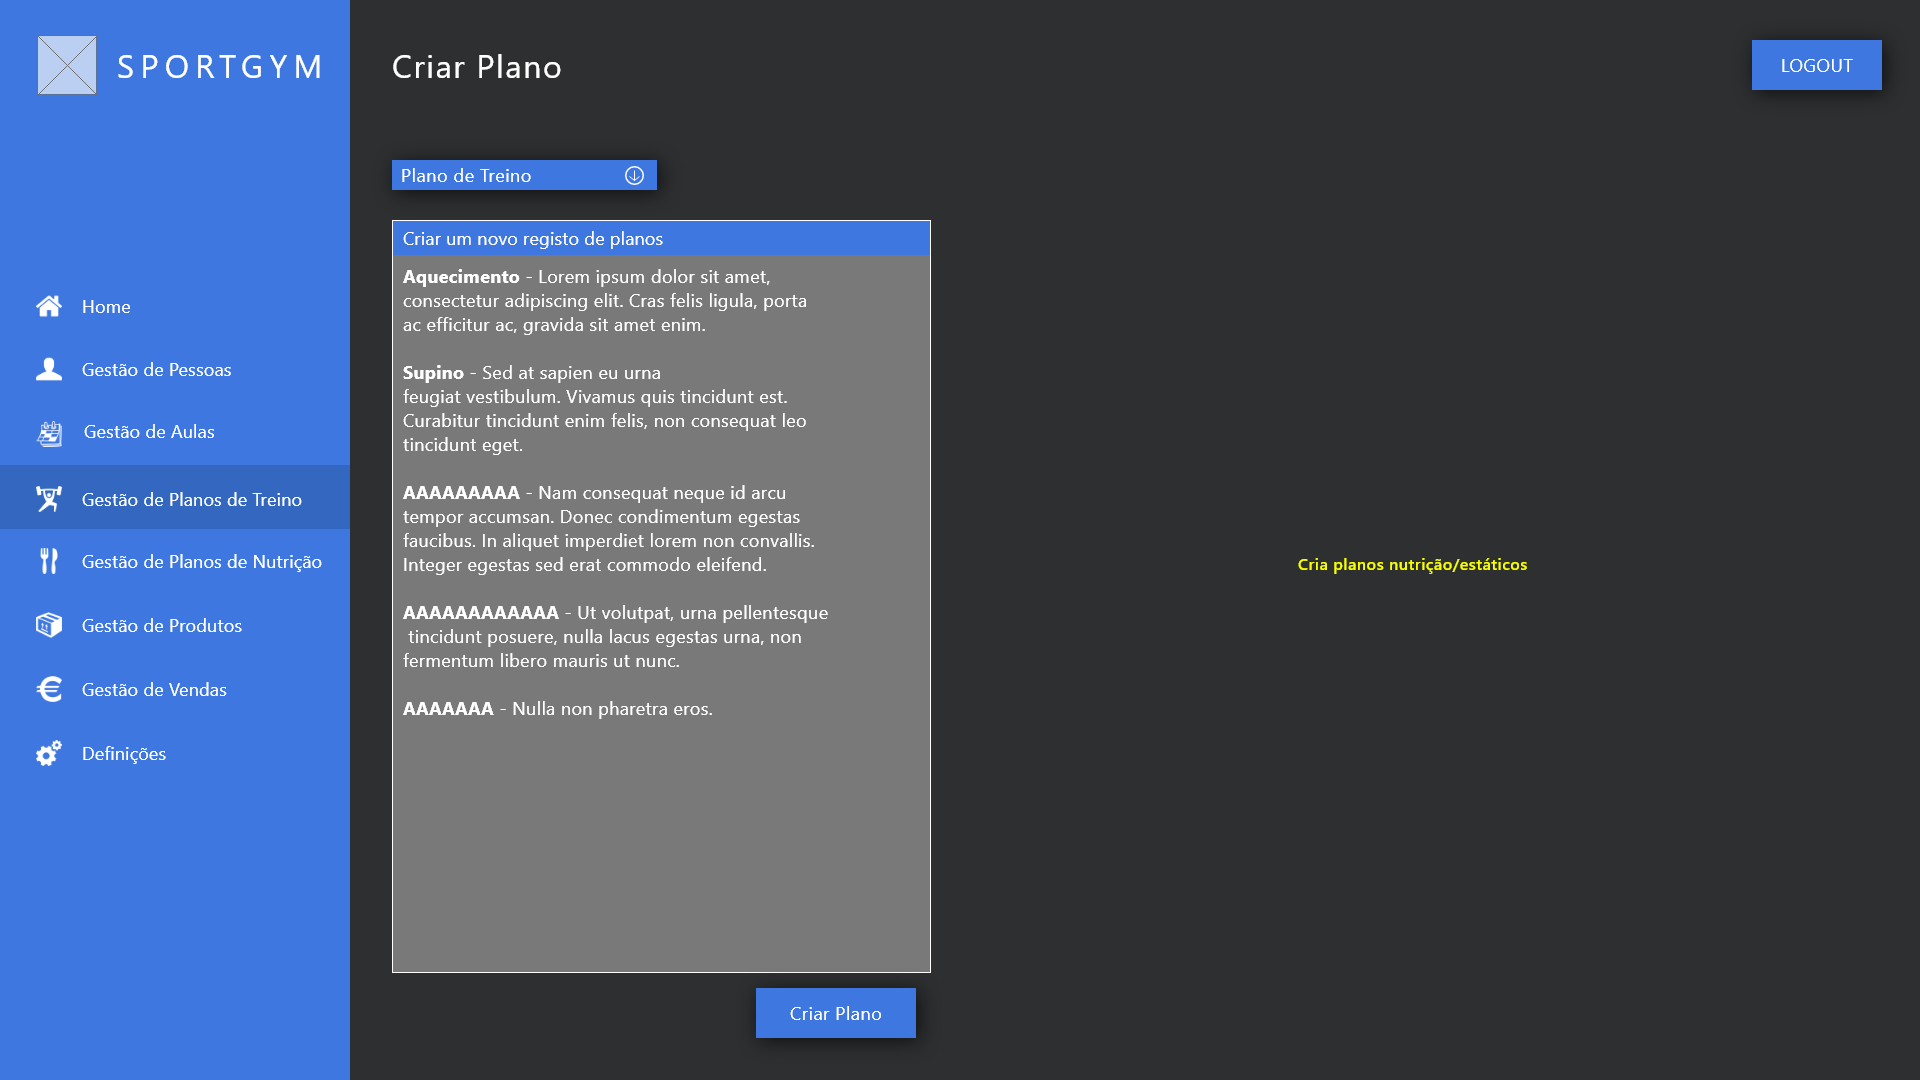 SPORTGYM
Criar Plano
LOGOUT
Plano de Treino
Home
Gestão de Pessoas
Gestão de Aulas
Gestão de Planos de Treino
Gestão de Planos de Nutrição
Gestão de Produtos
Gestão de Vendas
Definições
Criar um novo registo de planos
Aquecimento - Lorem ipsum dolor sit amet,
consectetur adipiscing elit. Cras felis ligula, porta
ac efficitur ac, gravida sit amet enim.
Supino - Sed at sapien eu urna
feugiat vestibulum. Vivamus quis tincidunt est.
Curabitur tincidunt enim felis, non consequat leo
tincidunt eget.
AAAAAAAAA - Nam consequat neque id arcu
tempor accumsan. Donec condimentum egestas
faucibus. In aliquet imperdiet lorem non convallis.
Integer egestas sed erat commodo eleifend.
AAAAAAAAAAAA - Ut volutpat, urna pellentesque
tincidunt posuere, nulla lacus egestas urna, non
fermentum libero mauris ut nunc.
AAAAAAA - Nulla non pharetra eros.
Cria planos nutrição/estáticos
Criar Plano